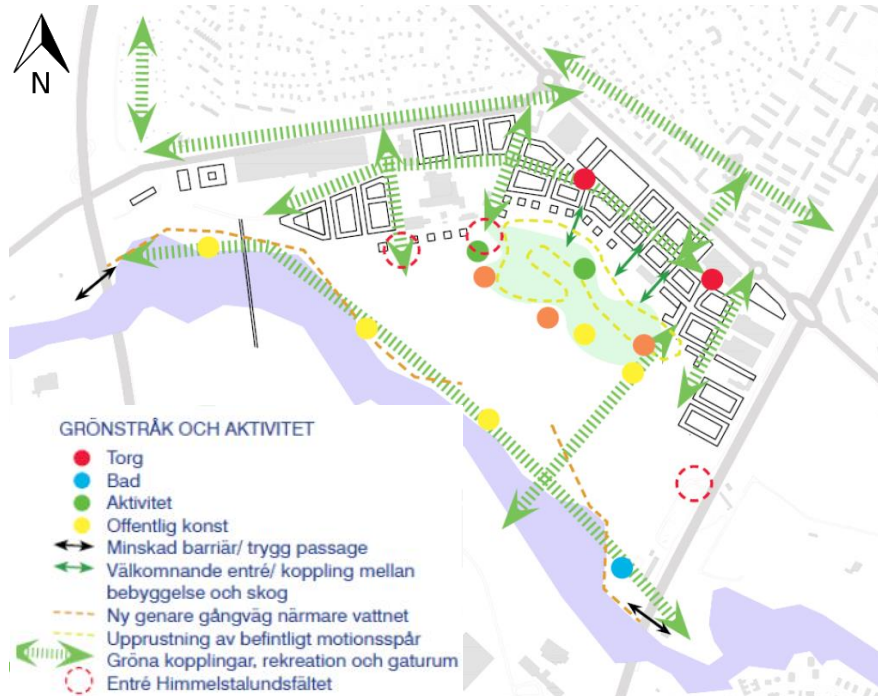 N
GRÖNSTRÅK OCH AKTIVITET
Torg
Bad
Aktivitet
Offentlig konst
Minskad barriär/ trygg passage
Välkomnande entré/ koppling mellan
bebyggelse och skog
Ny genare gångväg närmare vattnet
Upprustning av befintligt motionsspår
Gröna kopplingar, rekreation och gaturum
Entré Himmelstalundsfältet